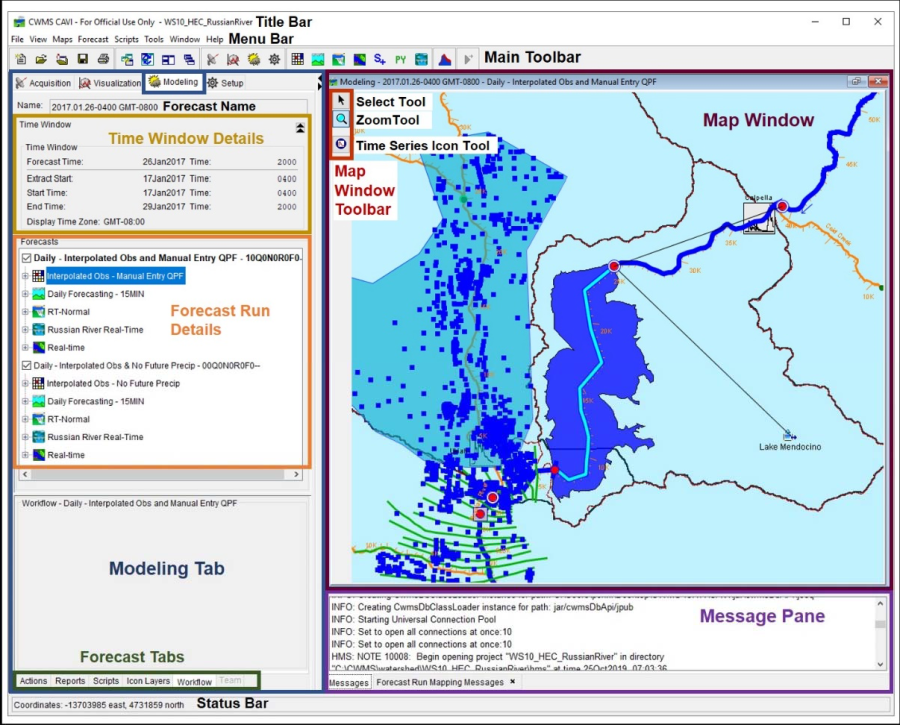 CWMS CAVI - For Official Use Only - WS10_HEC_RussianRiver Title Bar
File View Maps Forecast Scripts Tools Window Help Menu Bar
Main Toolbar
PY
Acquisition Visualization Modeling Setup
Name: 2017.01.26-0400 GMT-0800 Forecast Name
Time Window
Time Window Details
Time Window
Forecast Time: 26Jan2017 Time: 2000
Extract Start: 17Jan2017 Time: 0400
Start Time: 17Jan2017 Time: 0400
End Time: 29Jan2017 Time: 2000
Display Time Zone: GMT-08:00
Forecasts
Daily - Interpolated Obs and Manual Entry QPF - 10Q0N0R0F0-
Interpolated Obs - Manual Entry QPF
Daily Forecasting - 15MIN
RT-Normal
Russian River Real-Time
Real-time
Forecast Run
Details
Daily - Interpolated Obs & No Future Precip - 00Q0N0R0F0--
Interpolated Obs - No Future Precip
Daily Forecasting - 15MIN
RT-Normal
Russian River Real-Time
Real-time
Workflow - Daily - Interpolated Obs and Manual Entry QPF
Modeling Tab
Forecast Tabs
Actions Reports Scripts Icon Layers Workflow Team
Modeling - 2017.01.26-0400 GMT-0800 - Daily - Interpolated Obs and Manual Entry QPF
Select Tool
ZoomTool
Time Series Icon Tool
Map
Window
Toolbar
Map Window
Calpella
Lake Mendocino
INFO: Creating CwmsDbClassLoader instance for path: jar/cwmsDbApi/jpub
INFO: Starting Universal Connection Pool
INFO: Set to open all connections at once:10
INFO: Set to open all connections at once:10
HMS: NOTE 10008: Begin opening project "WS10_HEC_RussianRiver" in directory
"C:\CWMS\watershed\WS10_HEC_RussianRiver\hms" at time 25Oct2019, 07:03:36.
Message Pane
Messages Forecast Run Mapping Messages
Coordinates: -13703985 east, 4731859 north Status Bar